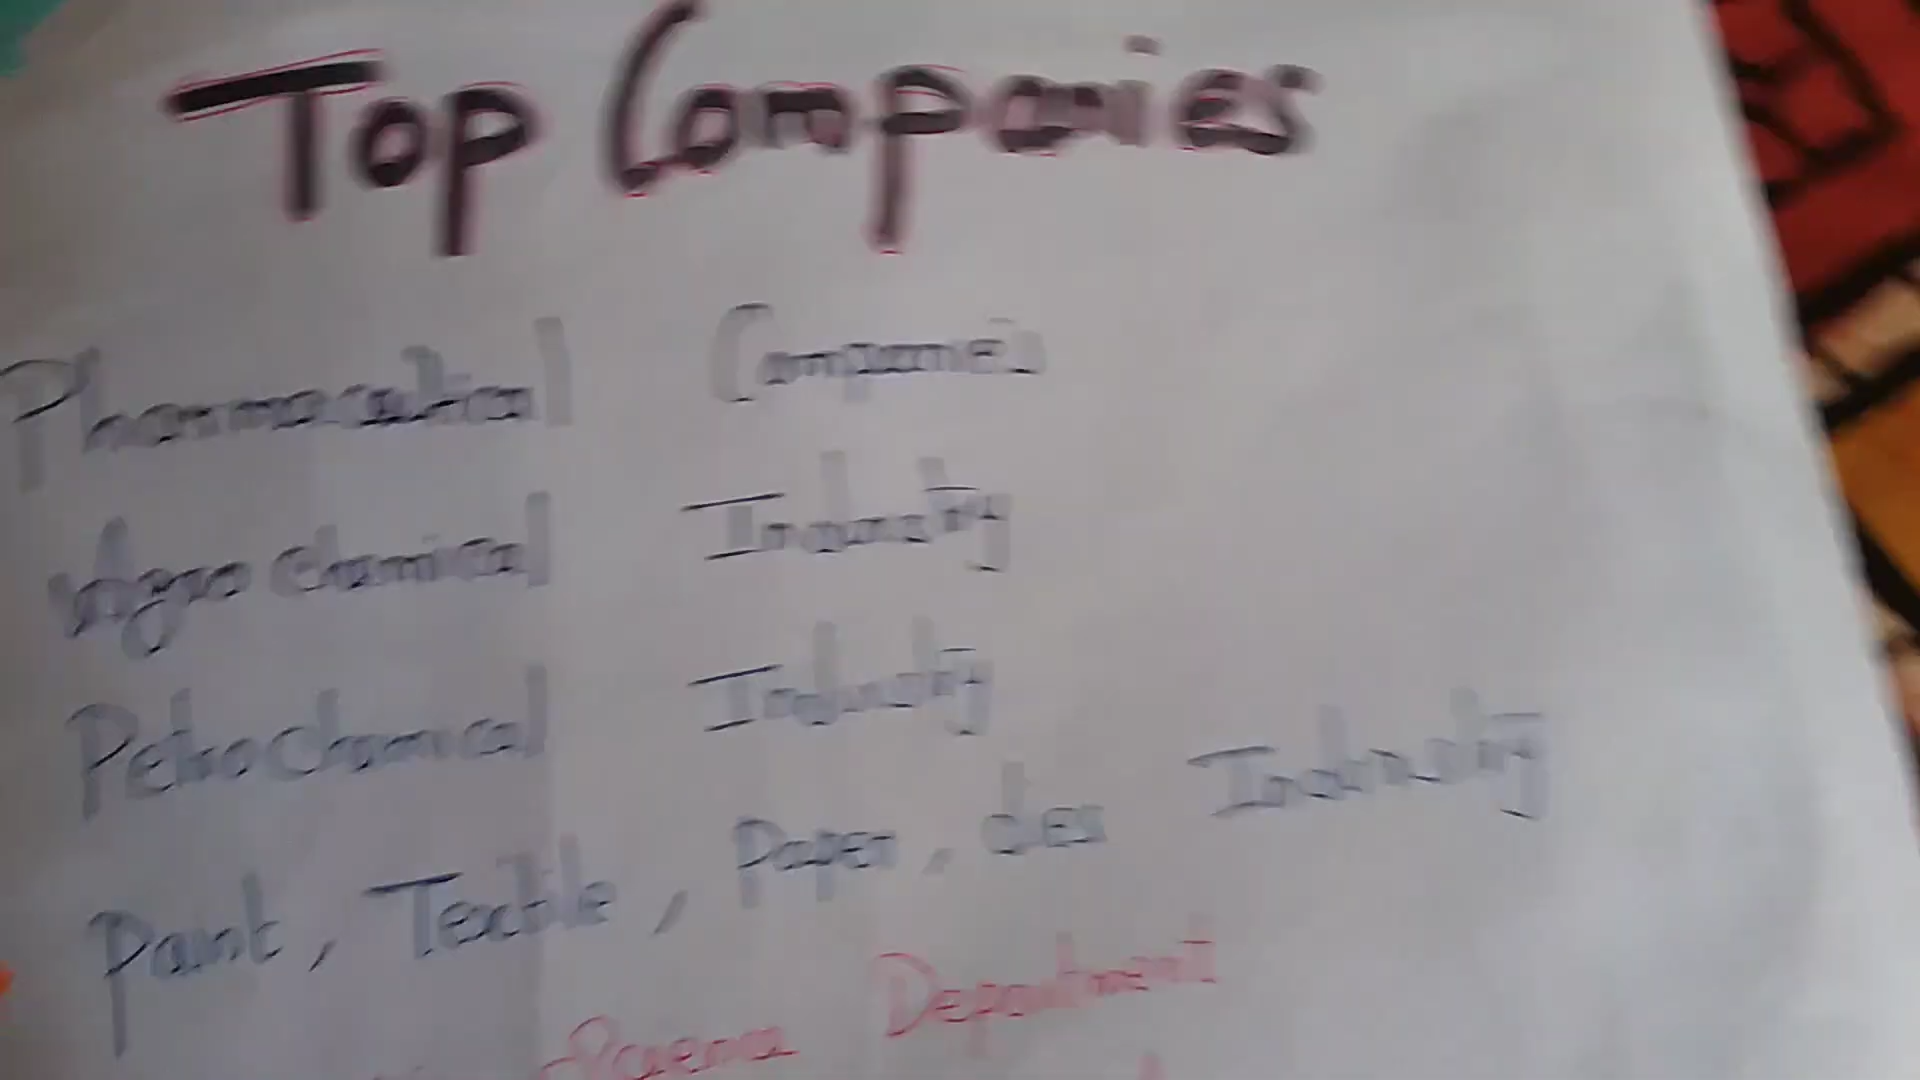 Top Companies
Pharmaceutical Companies
Agrochemical Industry
Petrochemical Industry
Paint, Textile, Paper, dies Industry
Department